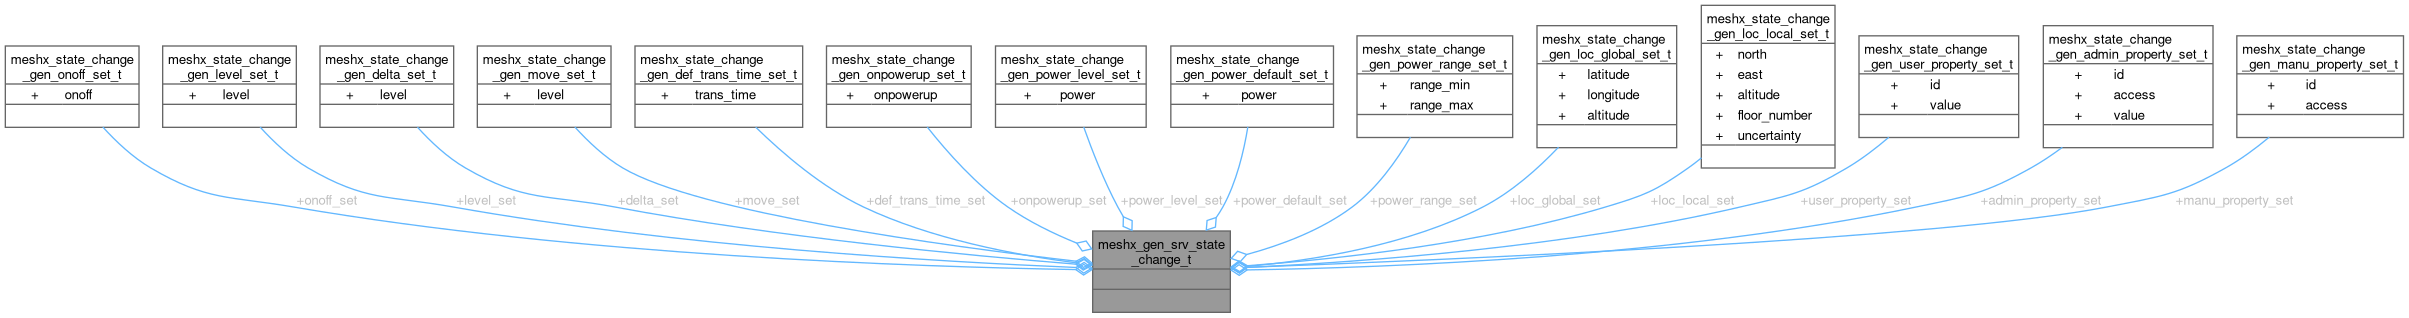 meshx_state_change
_gen_onoff_set_t
+ onoff
meshx_state_change
_gen_level_set_t
+ level
meshx_state_change
_gen_delta_set_t
+ level
meshx_state_change
_gen_move_set_t
+ level
meshx_state_change
_gen_def_trans_time_set_t
+ trans_time
meshx_state_change
_gen_onpowerup_set_t
+ onpowerup
meshx_state_change
_gen_power_level_set_t
+ power
meshx_state_change
_gen_power_default_set_t
+ power
meshx_state_change
_gen_power_range_set_t
+ range_min
+ range_max
meshx_state_change
_gen_loc_global_set_t
+ latitude
+ longitude
+ altitude
meshx_state_change
_gen_loc_local_set_t
+ north
+ east
+ altitude
+ floor_number
+ uncertainty
meshx_state_change
_gen_user_property_set_t
+ id
+ value
meshx_state_change
_gen_admin_property_set_t
+ id
+ access
+ value
meshx_state_change
_gen_manu_property_set_t
+ id
+ access
+onoff_set
+level_set
+delta_set
+move_set
+def_trans_time_set
+onpowerup_set
+power_level_set
+power_default_set
+power_range_set
+loc_global_set
+loc_local_set
+user_property_set
+admin_property_set
+manu_property_set
meshx_gen_srv_state
_change_t